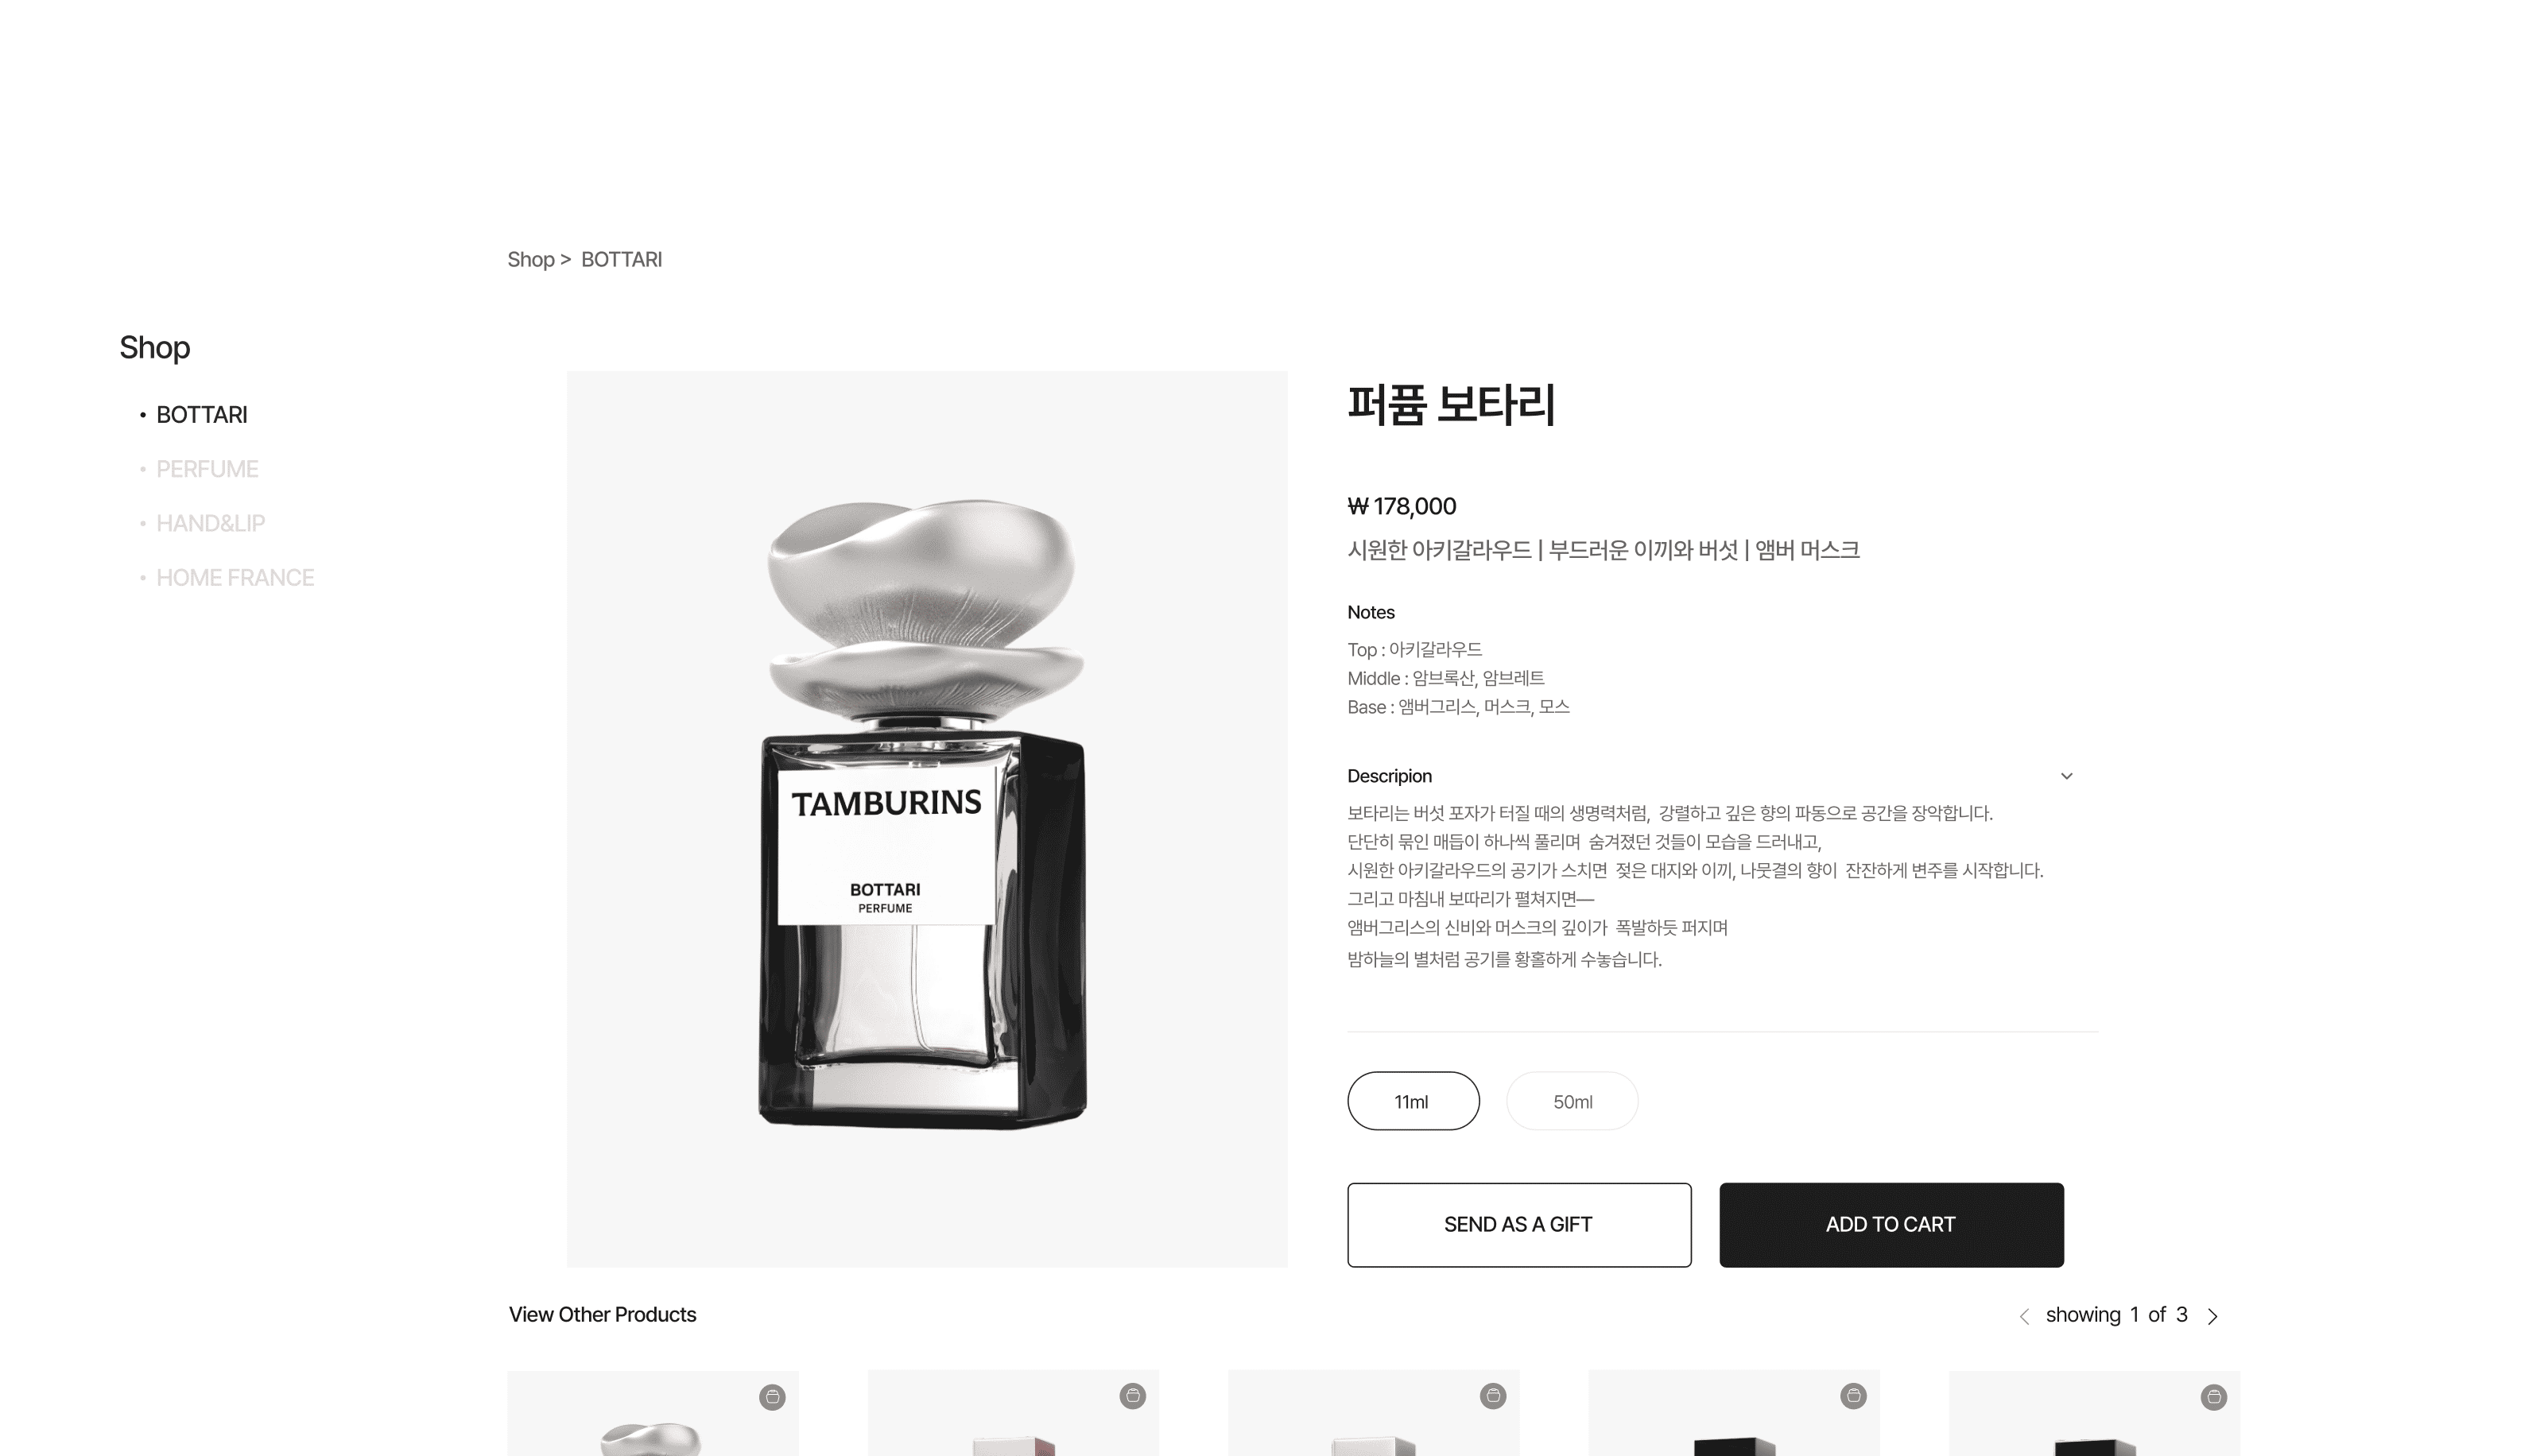 Shop > BOTTARI
Shop
• BOTTARI
• PERFUME
• HAND&LIP
• HOME FRANCE
TAMBURINS
BOTTARI
PERFUME
퍼퓸 보타리
₩ 178,000
시원한 아키갈라우드 | 부드러운 이끼와 버섯 | 앰버 머스크
Notes
Top : 아키갈라우드
Middle : 암브록산, 암브레트
Base : 앰버그리스, 머스크, 모스
Descripion
보타리는 버섯 포자가 터질 때의 생명력처럼, 강렬하고 깊은 향의 파동으로 공간을 장악합니다.
단단히 묶인 매듭이 하나씩 풀리며 숨겨졌던 것들이 모습을 드러내고,
시원한 아키갈라우드의 공기가 스치면 젖은 대지와 이끼, 나뭇결의 향이 잔잔하게 변주를 시작합니다.
그리고 마침내 보따리가 펼쳐지면—
앰버그리스의 신비와 머스크의 깊이가 폭발하듯 퍼지며
밤하늘의 별처럼 공기를 황홀하게 수놓습니다.
11ml
50ml
SEND AS A GIFT
ADD TO CART
View Other Products
showing 1 of 3